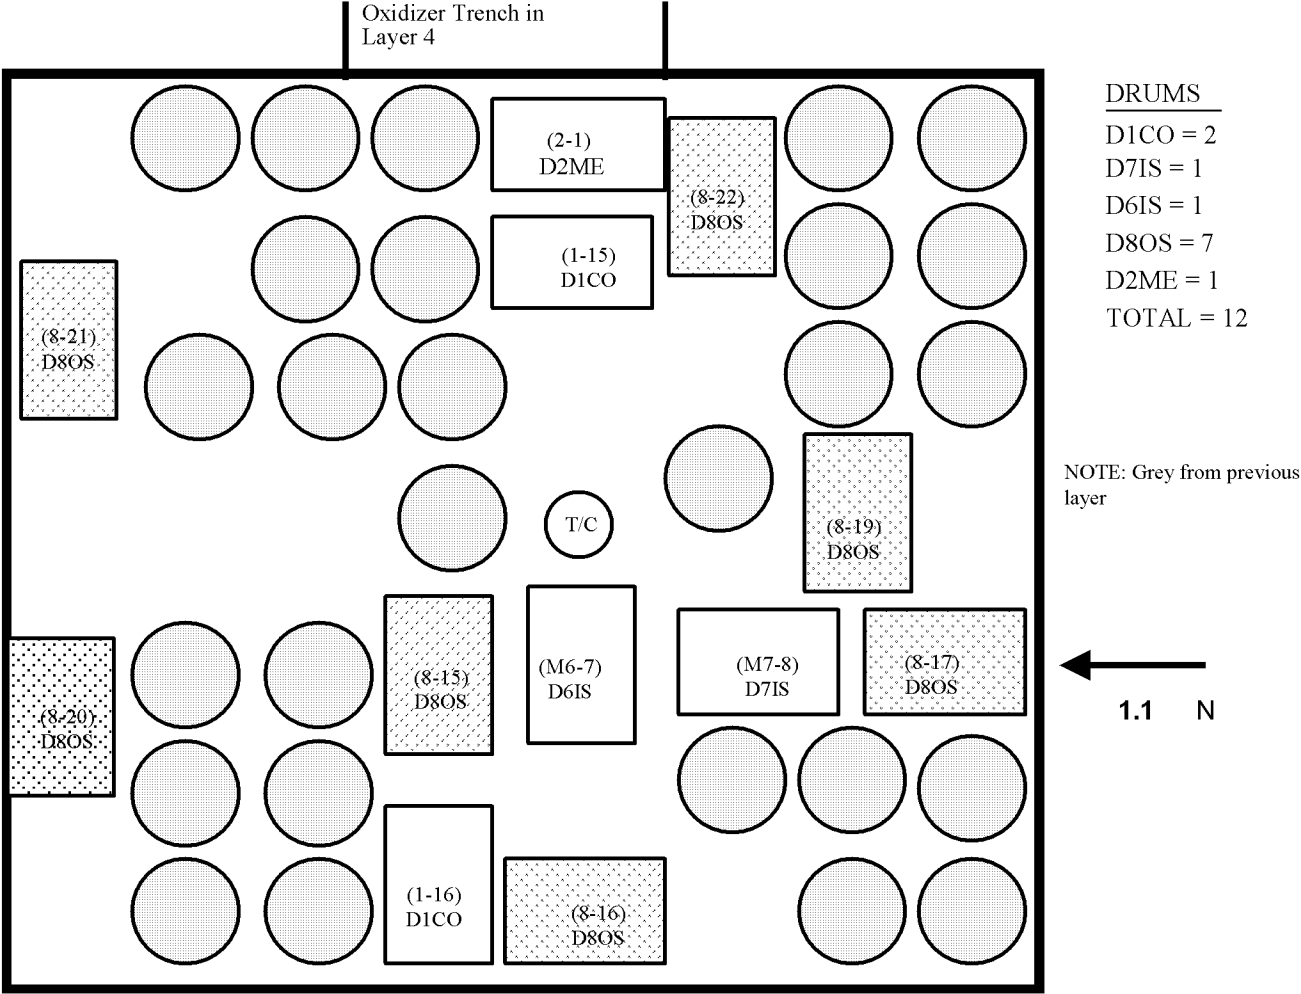 Oxidizer Trench in
Layer 4
DRUMS
D1CO = 2
D7IS = 1
D6IS = 1
D8OS = 7
D2ME = 1
TOTAL = 12
(2-1)
D2ME
(8-22)
D8OS
(1-15)
D1CO
(8-21)
D8OS
NOTE: Grey from previous
layer
T/C
(8-19)
D8OS
(8-15)
D8OS
(M6-7)
D6IS
(M7-8)
D7IS
(8-17)
D8OS
(8-20)
D8OS
1.1 N
(1-16)
D1CO
(8-16)
D8OS